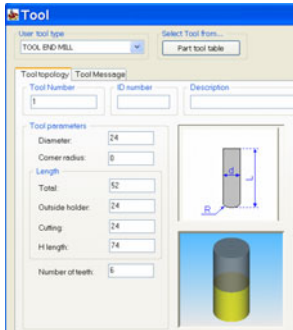 Tool
User tool type
Select Tool from...
TOOL END MILL
Part tool table
Tool topology
Tool Message
Tool Number
ID number
Description
1
Tool parameters
Diameter: 24
Corner radius: 0
Length
Total: 52
Outside holder: 24
Cutting: 24
H length: 74
Number of teeth: 6
d
L
R